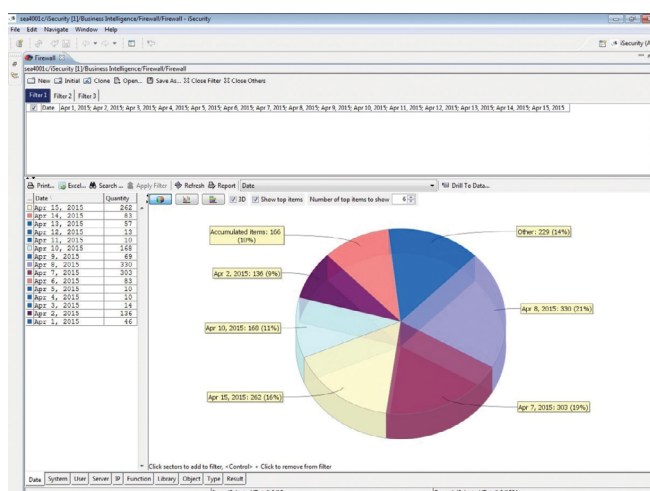 sea4001c/iSecurity [1]/Business Intelligence/Firewall/Firewall - iSecurity
File Edit Navigate Window Help
iSecurity (A
Firewall
sea4001c/iSecurity [1]/Business Intelligence/Firewall/Firewall
New Initial Clone Open... Save As... Close Filter Close Others
Filter 1 Filter 2 Filter 3
Date Apr 1, 2015; Apr 2, 2015; Apr 3, 2015; Apr 4, 2015; Apr 5, 2015; Apr 6, 2015; Apr 7, 2015; Apr 8, 2015; Apr 9, 2015; Apr 10, 2015; Apr 11, 2015; Apr 12, 2015; Apr 13, 2015; Apr 14, 2015; Apr 15, 2015
Print... Excel... Search ... Apply Filter Refresh Report Date Drill To Data...
Date Quantity
3D Show top items Number of top items to show 6
Apr 15, 2015 262
Apr 14, 2015 83
Apr 13, 2015 57
Apr 12, 2015
Apr 11, 2015 10
Apr 10, 2015 168
Apr 9, 2015 69
Apr 8, 2015 330
Apr 7, 2015 303
Apr 6, 2015 83
Apr 5, 2015 10
Apr 4, 2015 10
Apr 3, 2015 14
Apr 2, 2015 136
Apr 1, 2015 46
Accumulated items: 166
(10%)
Other: 229 (14%)
Apr 2, 2015: 136 (9%)
Apr 8, 2015: 330 (21%)
Apr 10, 2015: 168 (11%)
Apr 15, 2015: 262 (16%)
Apr 7, 2015: 303 (19%)
Click sectors to add to filter, <Control> + Click to remove from filter
Date System User Server IP Function Library Object Type Result